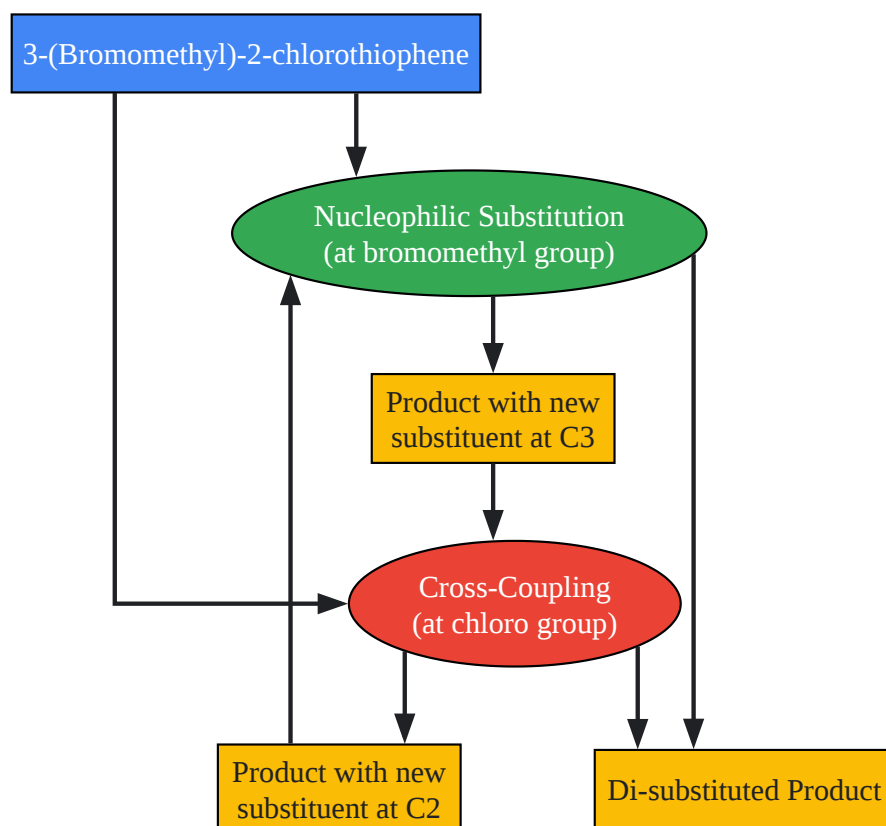 3-(Bromomethyl)-2-chlorothiophene
Nucleophilic Substitution
(at bromomethyl group)
Product with new
substituent at C3
Cross-Coupling
(at chloro group)
Product with new
substituent at C2
Di-substituted Product